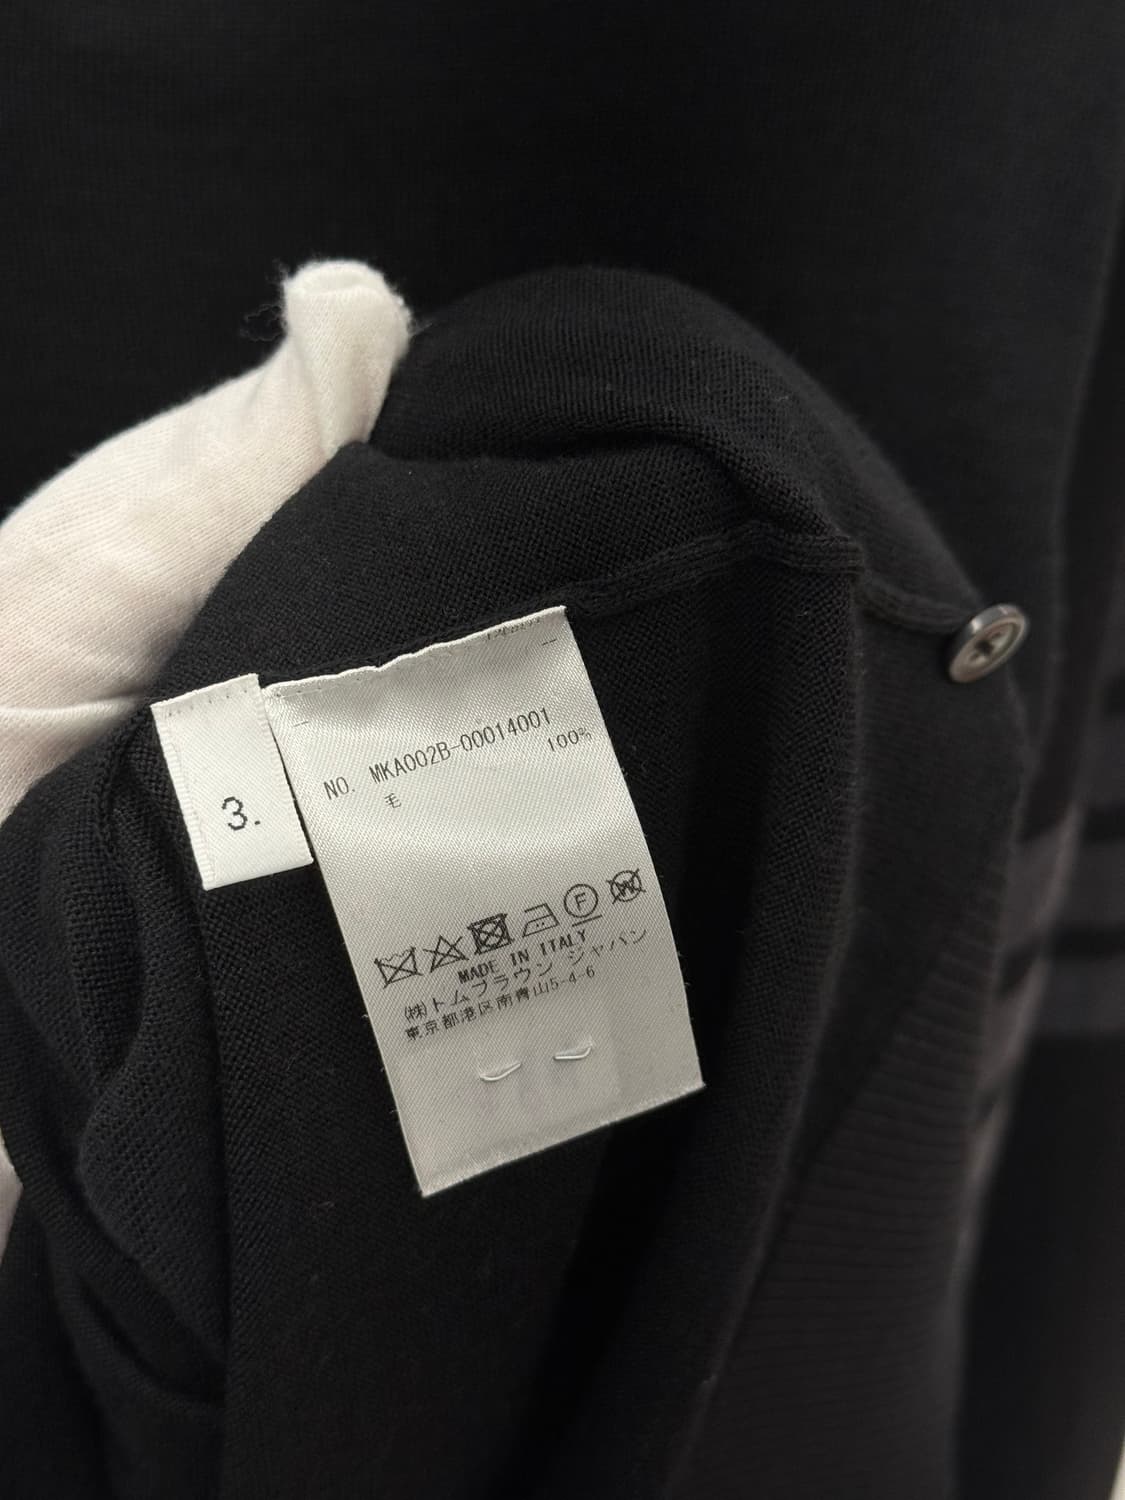 3.
NO. MKA002B-00014001
毛 100%
F
W
MADE IN ITALY
㈱トムブラウン ジャパン
東京都港区南青山5-4-6